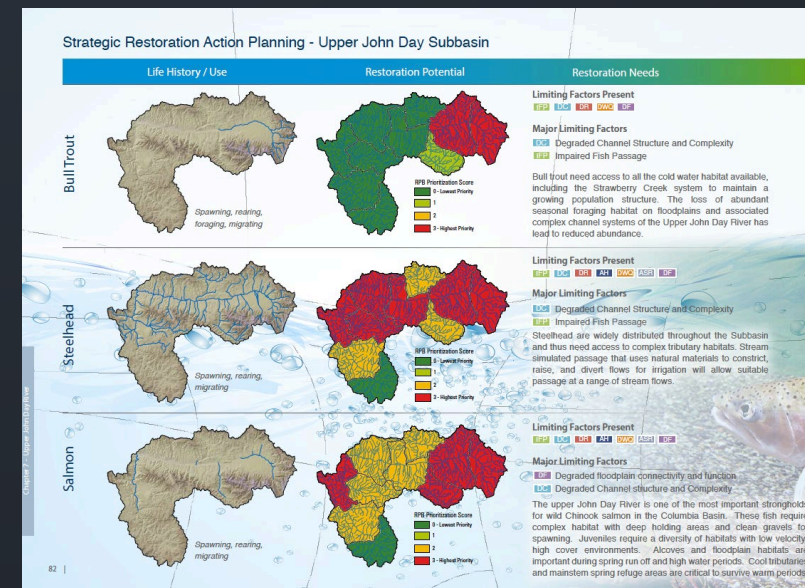 Strategic Restoration Action Planning - Upper John Day Subbasin
Life History / Use
Restoration Potential
Restoration Needs
Bull Trout
Spawning, rearing,
foraging, migrating
RPB Prioritization Score
0 - Lowest Priority
1
2
3 - Highest Priority
Limiting Factors Present
IFP DC DR DWQ DF
Major Limiting Factors
DC Degraded Channel Structure and Complexity
IFP Impaired Fish Passage
Bull trout need access to all the cold water habitat available,
including the Strawberry Creek system to maintain a
growing population structure. The loss of abundant
seasonal foraging habitat on floodplains and associated
complex channel systems of the Upper John Day River has
lead to reduced abundance.
Steelhead
Spawning, rearing,
migrating
RPB Prioritization Score
0 - Lowest Priority
1
2
3 - Highest Priority
Limiting Factors Present
IFP DC DR AH DWQ ASR DF
Major Limiting Factors
DC Degraded Channel Structure and Complexity
IFP Impaired Fish Passage
Steelhead are widely distributed throughout the Subbasin
and thus need access to complex tributary habitats. Stream
simulated passage that uses natural materials to constrict,
raise, and divert flows for irrigation will allow suitable
passage at a range of stream flows
Salmon
Spawning, rearing,
migrating
RPB Prioritization Score
0 - Lowest Priority
1
2
3 - Highest Priority
Limiting Factors Present
IFP DC DR AH DWQ ASR DF
Major Limiting Factors
DF Degraded floodplain connectivity and function
DC Degraded Channel structure and Complexity
The upper John Day River is one of the most important strongholds
for wild Chinook salmon in the Columbia Basin. These fish require
complex habitat with deep holding areas and clean gravels for
spawning. Juveniles require a diversity of habitats with low velocity,
high cover environments. Alcoves and floodplain habitats are
important during spring run off and high water periods. Cool tributaries
and mainstem spring refuge areas are critical to survive warm periods
Chapter 7 - Upper John Day River
82 |